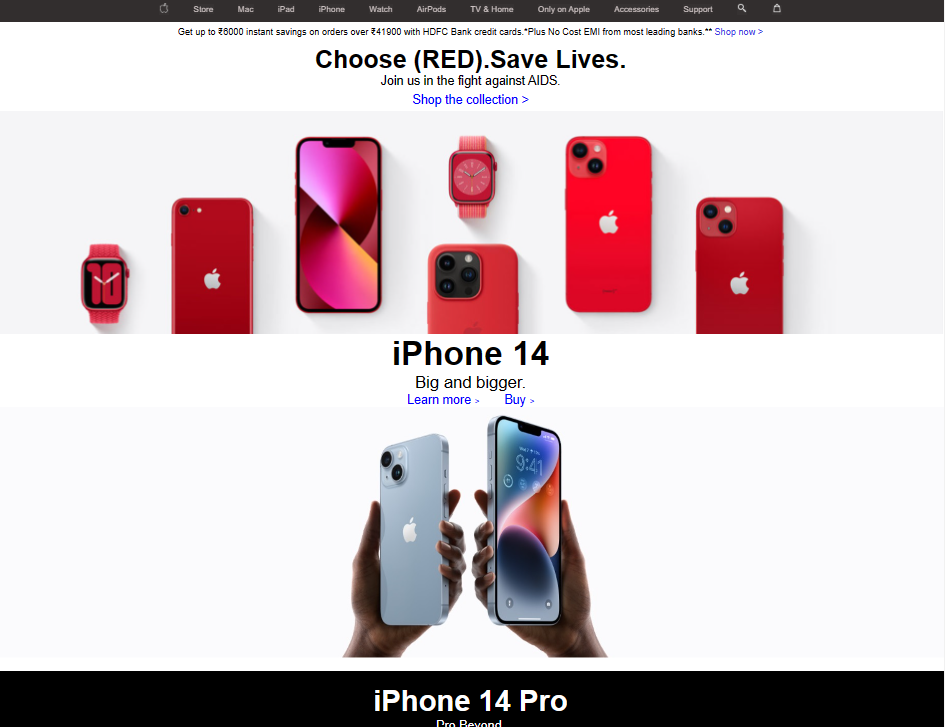 Store Mac iPad iPhone Watch AirPods TV & Home Only on Apple Accessories Support
Get up to ₹6000 instant savings on orders over ₹41900 with HDFC Bank credit cards.*Plus No Cost EMI from most leading banks.** Shop now >
Choose (RED).Save Lives.
Join us in the fight against AIDS.
Shop the collection >
iPhone 14
Big and bigger.
Learn more > Buy >
9:41
iPhone 14 Pro
Pro Beyond.